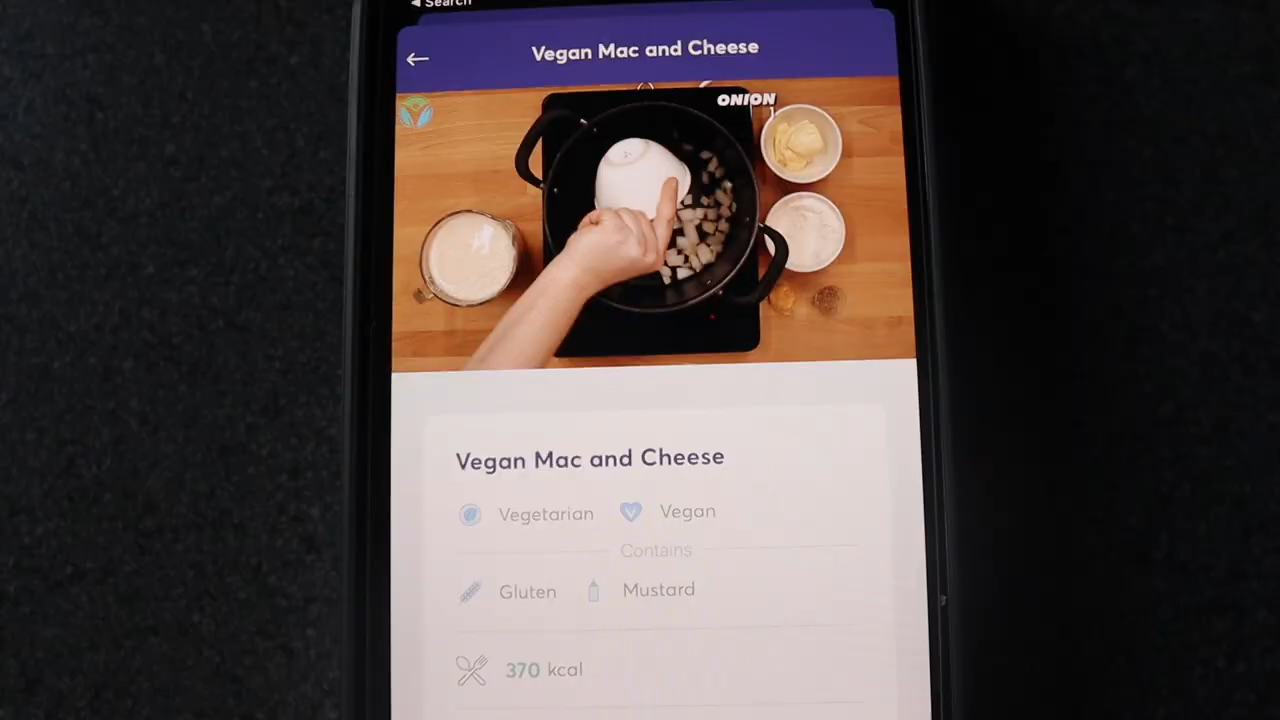 Search
Vegan Mac and Cheese
ONION
Vegan Mac and Cheese
Vegetarian
Vegan
Contains
Gluten
Mustard
370 kcal